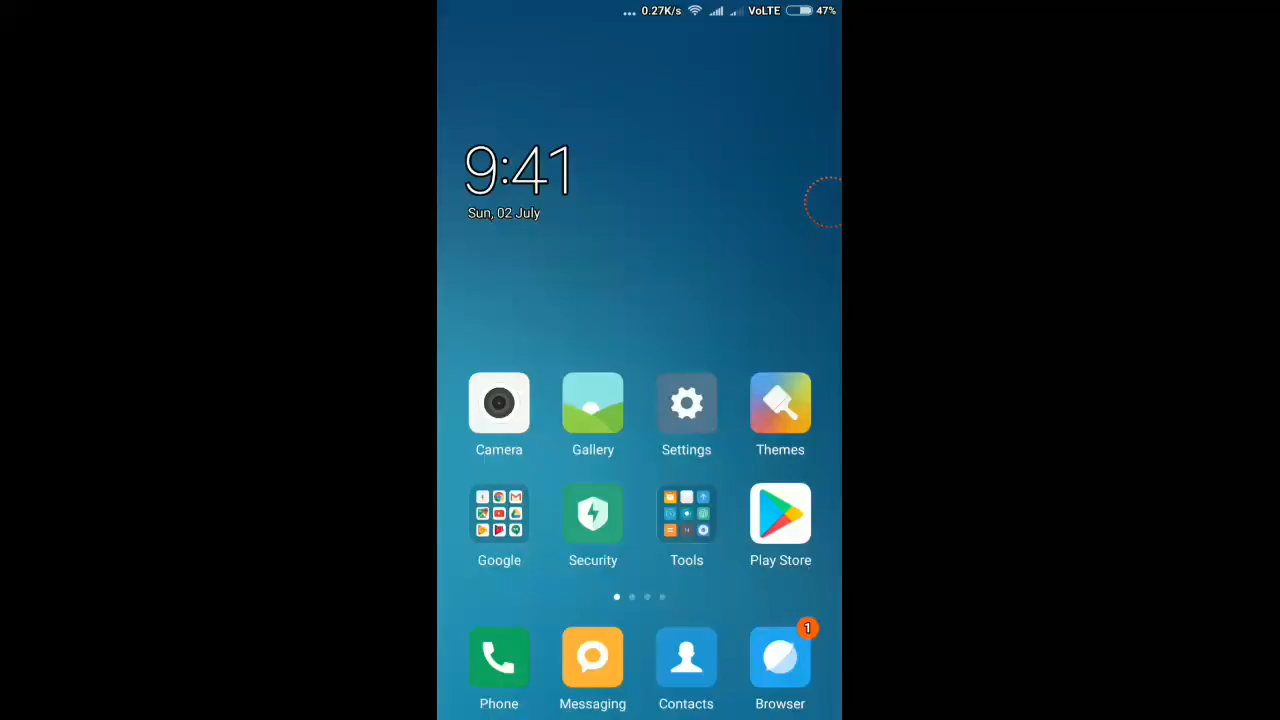 ... 0.27K/s VoLTE 47%
9:41
Sun, 02 July
Camera Gallery Settings Themes
Google Security Tools Play Store
1
Phone Messaging Contacts Browser